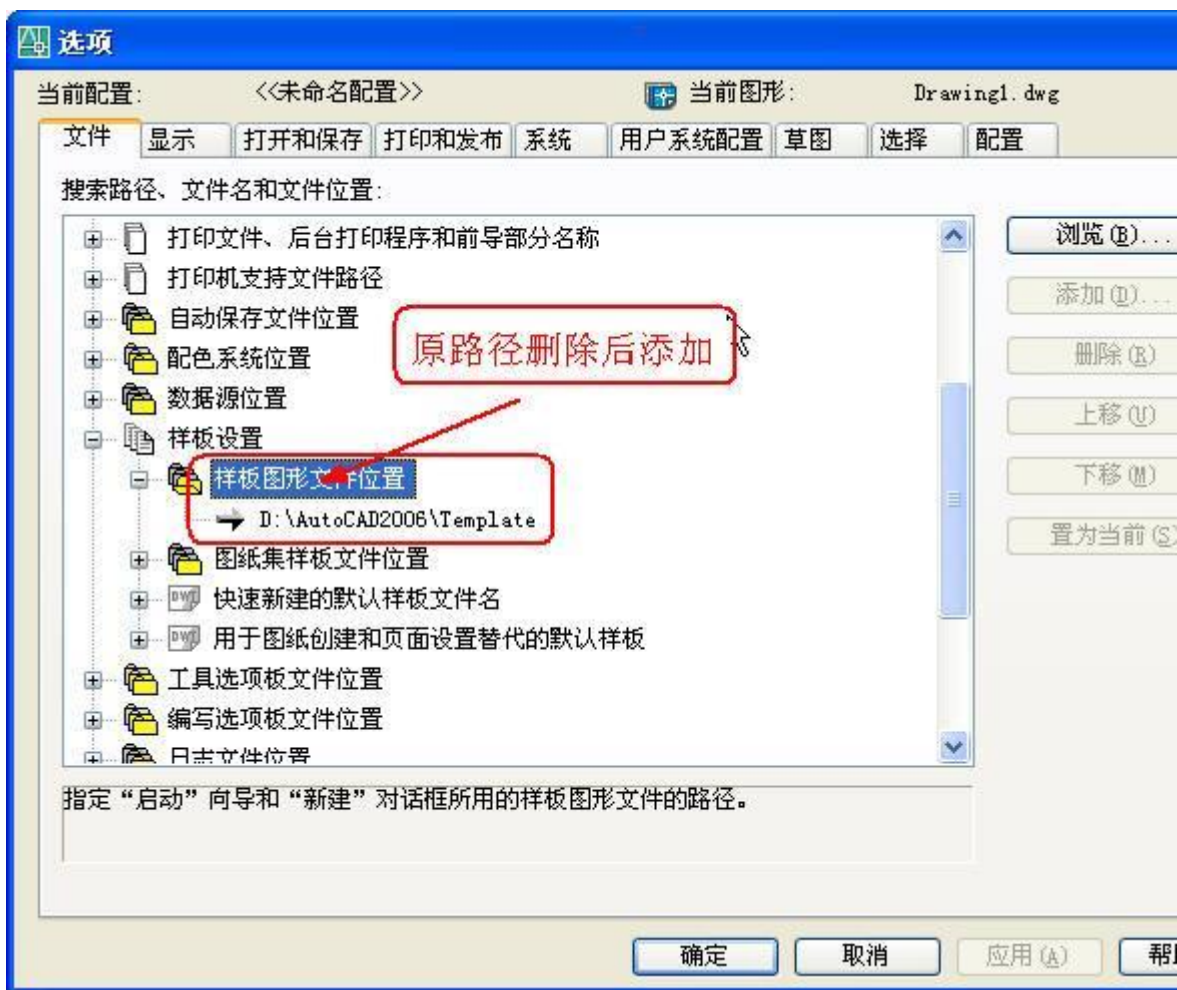 选项
当前配置: <<未命名配置>> 当前图形: Drawing1.dwg
文件 显示 打开和保存 打印和发布 系统 用户系统配置 草图 选择 配置
搜索路径、文件名和文件位置:
打印文件、后台打印程序和前导部分名称
浏览(B)...
打印机支持文件路径
添加(D)...
自动保存文件位置
原路径删除后添加
配色系统位置
删除(R)
数据源位置
上移(U)
样板设置
样板图形文件位置
下移(M)
D:\AutoCAD2006\Template
置为当前(S)
图纸集样板文件位置
快速新建的默认样板文件名
用于图纸创建和页面设置替代的默认样板
工具选项板文件位置
编写选项板文件位置
日志文件位置
指定“启动”向导和“新建”对话框所用的样板图形文件的路径。
确定 取消 应用(A)